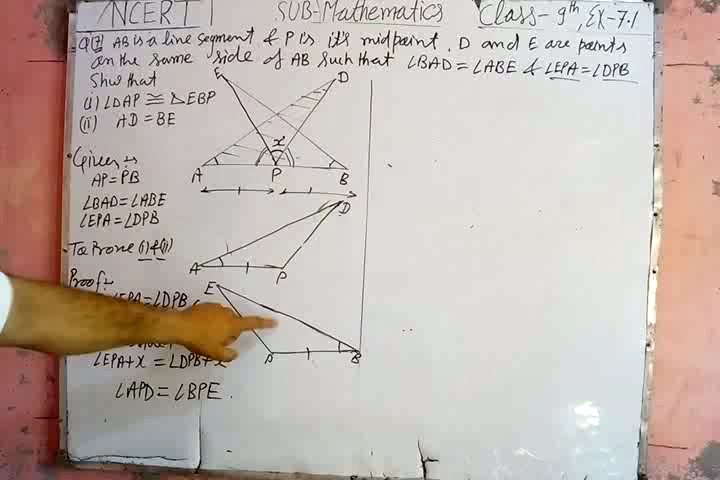 NCERT SUB-Mathematics Class-9th, EX-7.1
Q(7) AB is a line segment & P is it's midpoint. D and E are points
on the same side of AB such that ∠BAD=∠ABE & ∠EPA=∠DPB
Shw that
(i) ∠DAP ≅ △EBP
(ii) AD=BE
E D
x
A P B
Given:-
AP=PB
∠BAD=∠ABE
∠EPA=∠DPB
To Prove (i) & (ii)
D
A P
Proof:-
E
∠EPA=∠DPB
∠EPA+x = ∠DPB+x
P B
∠APD=∠BPE.